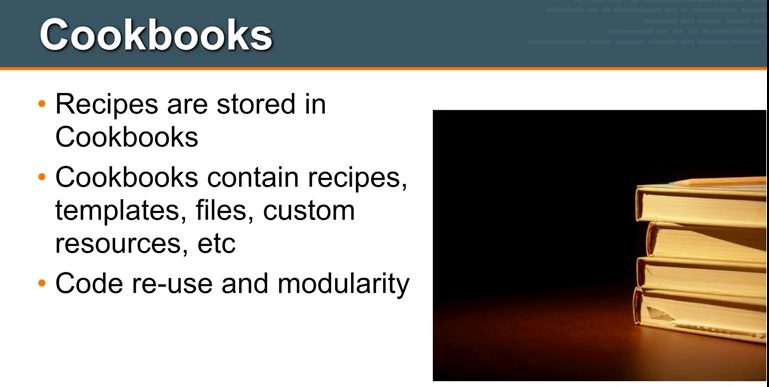 Cookbooks
• Recipes are stored in
Cookbooks
• Cookbooks contain recipes,
templates, files, custom
resources, etc
• Code re-use and modularity